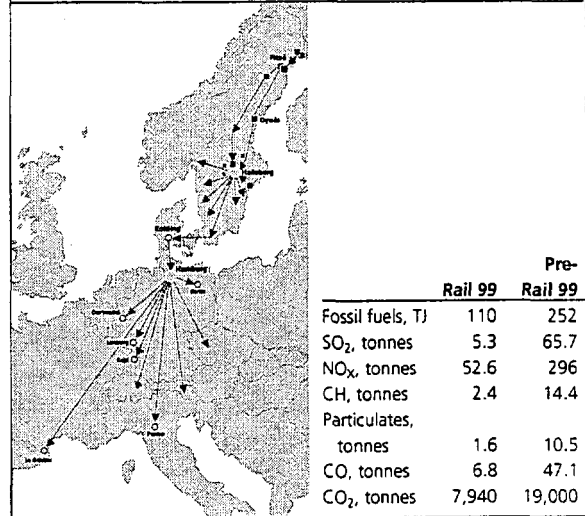 Hallsberg
Hamburg
Pre-
Rail 99 Rail 99
Fossil fuels, TJ 110 252
SO₂, tonnes 5.3 65.7
NOₓ, tonnes 52.6 296
CH, tonnes 2.4 14.4
Particulates,
tonnes 1.6 10.5
CO, tonnes 6.8 47.1
CO₂, tonnes 7,940 19,000